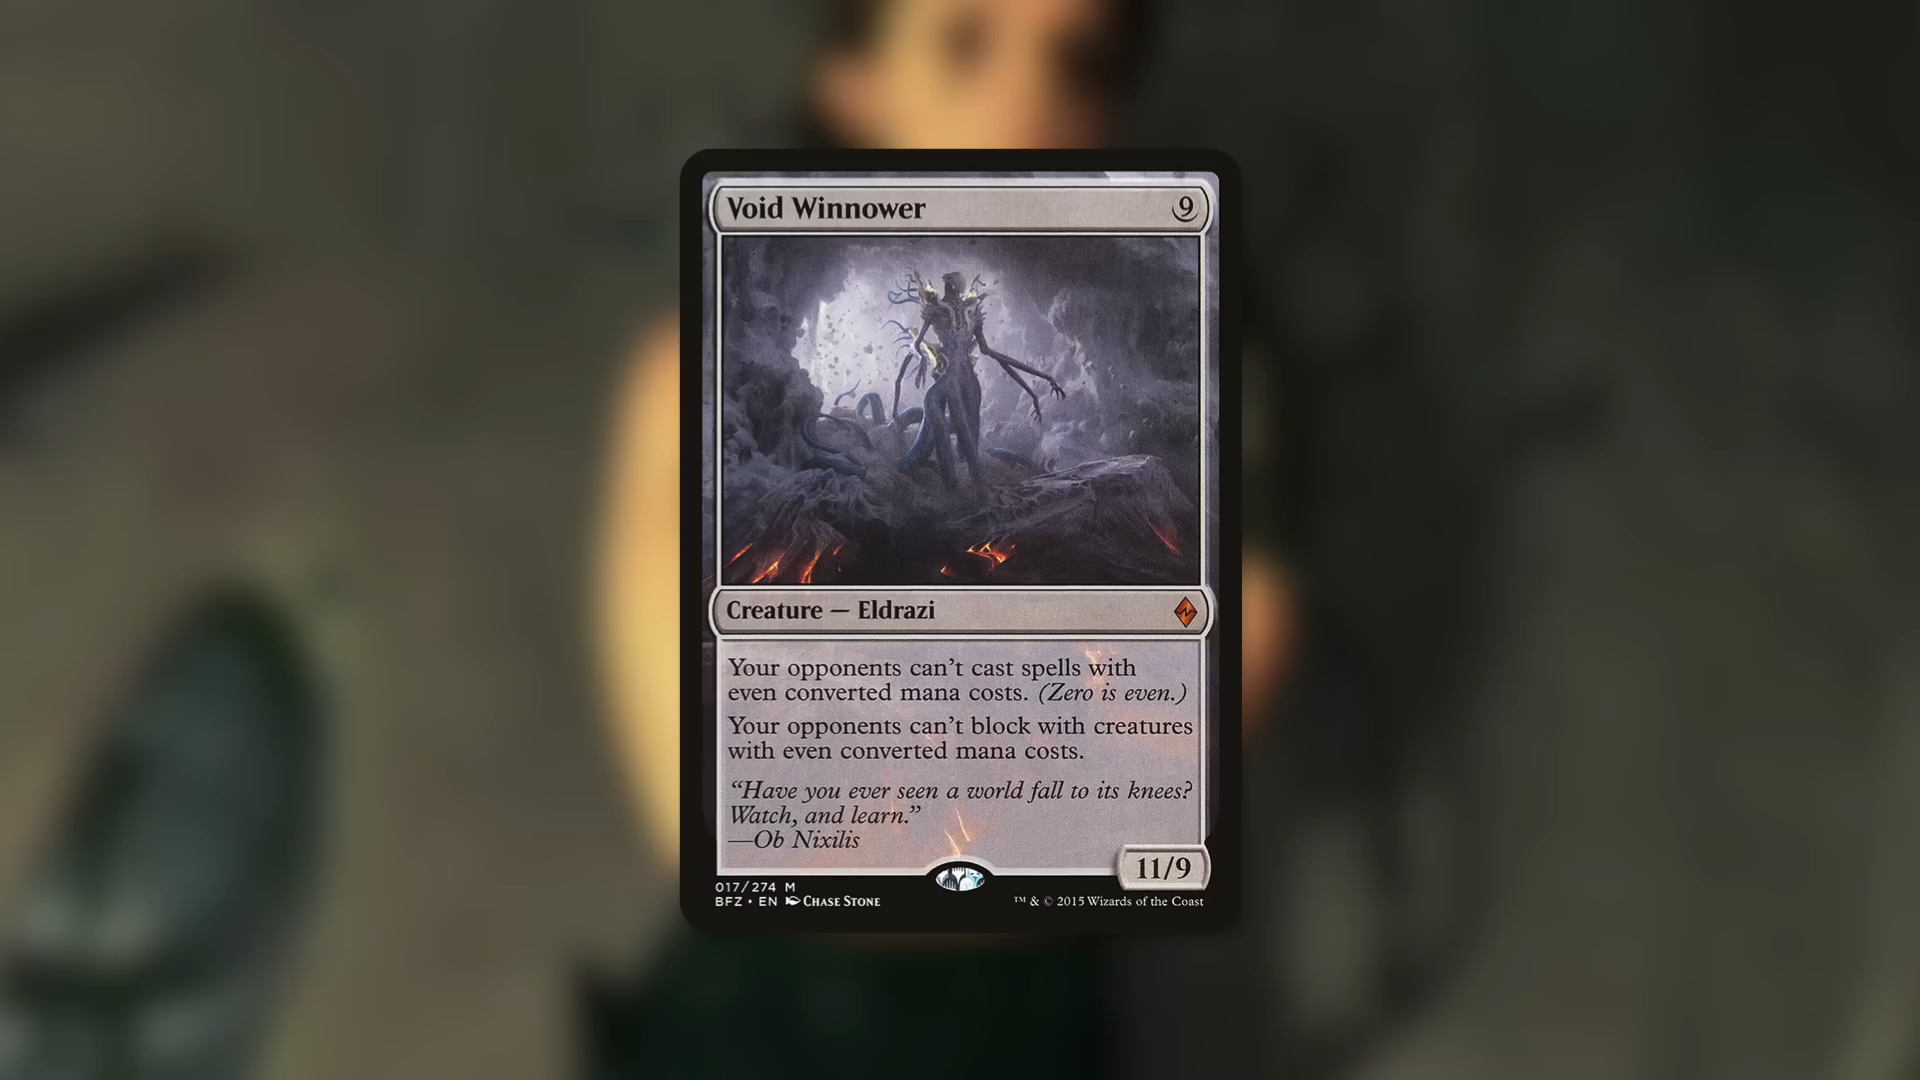 Void Winnower
9
Creature — Eldrazi
Your opponents can't cast spells with
even converted mana costs. (Zero is even.)
Your opponents can't block with creatures
with even converted mana costs.
"Have you ever seen a world fall to its knees?
Watch, and learn."
—Ob Nixilis
11/9
017/274 M
BFZ • EN Chase Stone
™ & © 2015 Wizards of the Coast